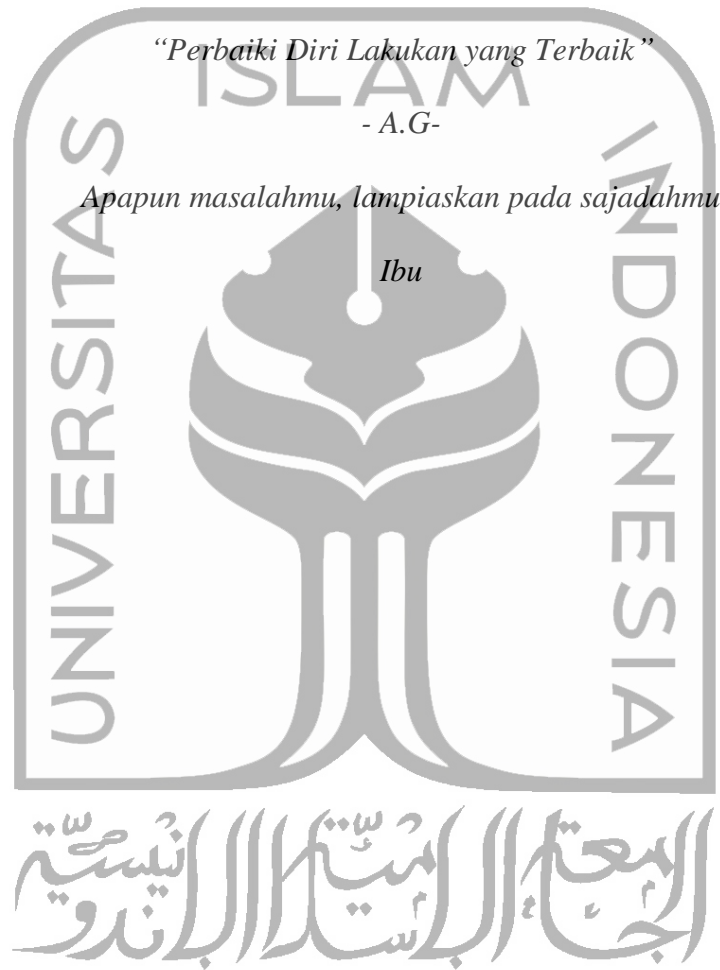 “Perbaiki Diri Lakukan yang Terbaik”
ISLAM
- A.G-
UNIVERSITAS
INDONESIA
Apapun masalahmu, lampiaskan pada sajadahmu
Ibu
الجامعة الإسلامية الإندونيسية